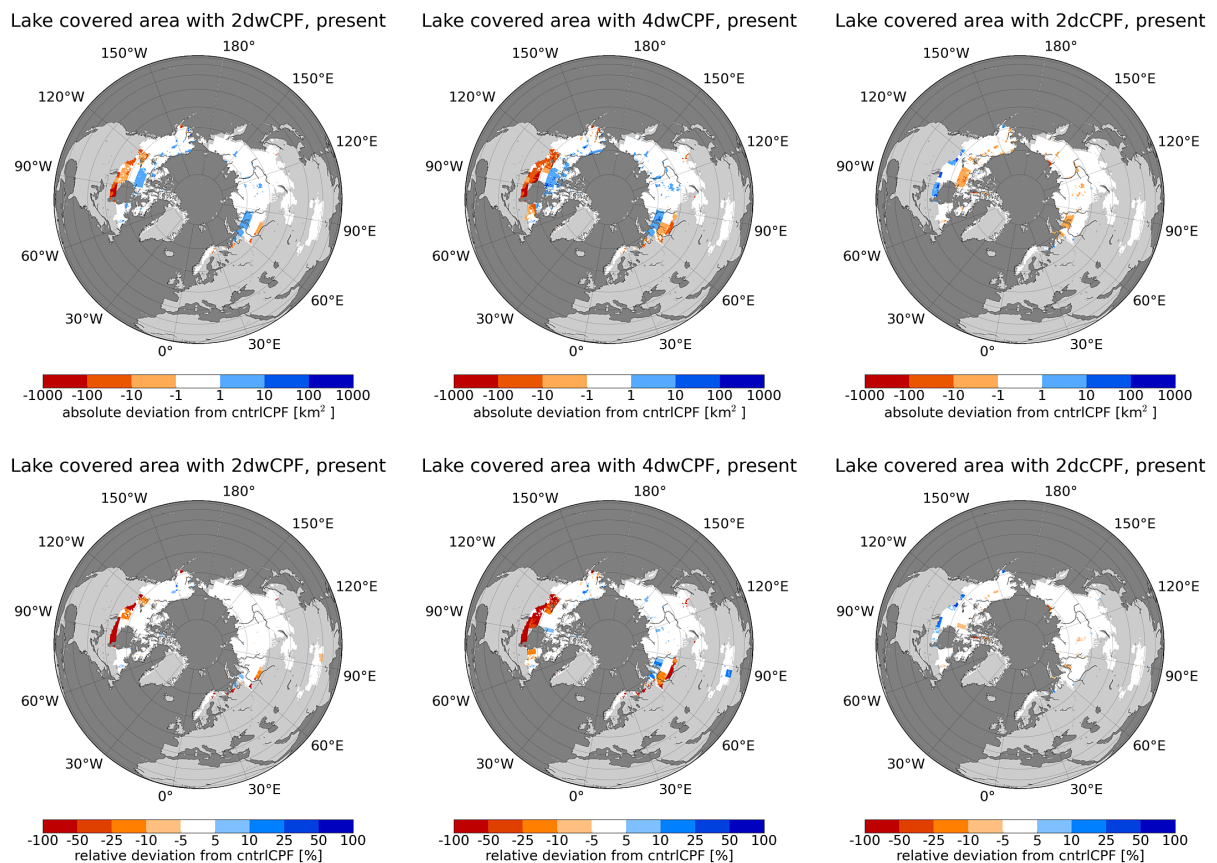 Lake covered area with 2dwCPF, present
180°
150°W
150°E
120°W
120°E
90°W
90°E
60°W
60°E
30°W
30°E
0°
-1000 -100 -10 -1 1 10 100 1000
absolute deviation from cntrlCPF [km² ]
Lake covered area with 4dwCPF, present
180°
150°W
150°E
120°W
120°E
90°W
90°E
60°W
60°E
30°W
30°E
0°
-1000 -100 -10 -1 1 10 100 1000
absolute deviation from cntrlCPF [km² ]
Lake covered area with 2dcCPF, present
180°
150°W
150°E
120°W
120°E
90°W
90°E
60°W
60°E
30°W
30°E
0°
-1000 -100 -10 -1 1 10 100 1000
absolute deviation from cntrlCPF [km² ]
Lake covered area with 2dwCPF, present
180°
150°W
150°E
120°W
120°E
90°W
90°E
60°W
60°E
30°W
30°E
0°
-100 -50 -25 -10 -5 5 10 25 50 100
relative deviation from cntrlCPF [%]
Lake covered area with 4dwCPF, present
180°
150°W
150°E
120°W
120°E
90°W
90°E
60°W
60°E
30°W
30°E
0°
-100 -50 -25 -10 -5 5 10 25 50 100
relative deviation from cntrlCPF [%]
Lake covered area with 2dcCPF, present
180°
150°W
150°E
120°W
120°E
90°W
90°E
60°W
60°E
30°W
30°E
0°
-100 -50 -25 -10 -5 5 10 25 50 100
relative deviation from cntrlCPF [%]